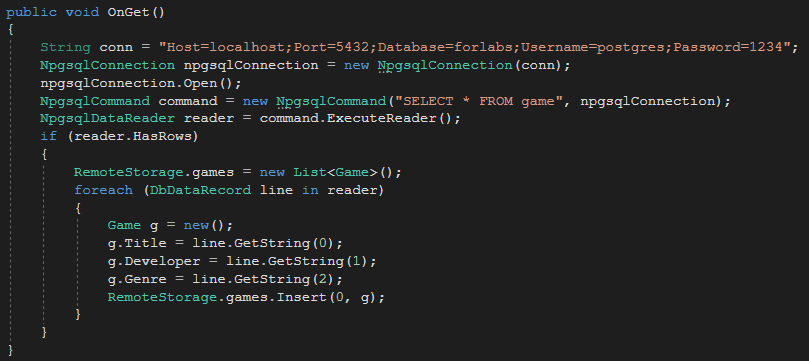 public void OnGet()
{
String conn = "Host=localhost;Port=5432;Database=forlabs;Username=postgres;Password=1234";
NpgsqlConnection npgsqlConnection = new NpgsqlConnection(conn);
npgsqlConnection.Open();
NpgsqlCommand command = new NpgsqlCommand("SELECT * FROM game", npgsqlConnection);
NpgsqlDataReader reader = command.ExecuteReader();
if (reader.HasRows)
{
RemoteStorage.games = new List<Game>();
foreach (DbDataRecord line in reader)
{
Game g = new();
g.Title = line.GetString(0);
g.Developer = line.GetString(1);
g.Genre = line.GetString(2);
RemoteStorage.games.Insert(0, g);
}
}
}